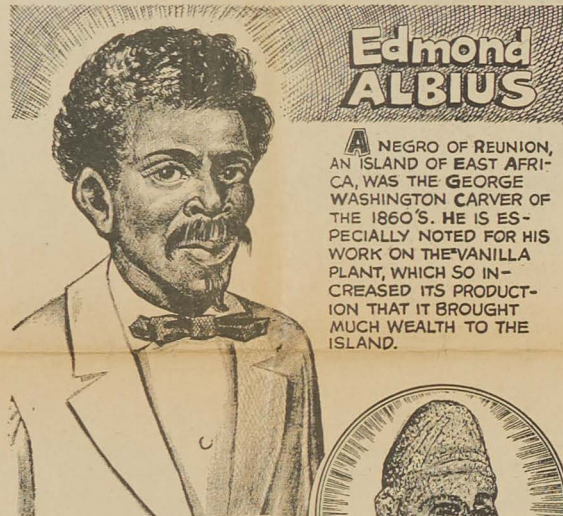 Edmond
ALBIUS
A NEGRO OF REUNION,
AN ISLAND OF EAST AFRI-
CA, WAS THE GEORGE
WASHINGTON CARVER OF
THE 1860'S. HE IS ES-
PECIALLY NOTED FOR HIS
WORK ON THE VANILLA
PLANT, WHICH SO IN-
CREASED ITS PRODUCT-
ION THAT IT BROUGHT
MUCH WEALTH TO THE
ISLAND.